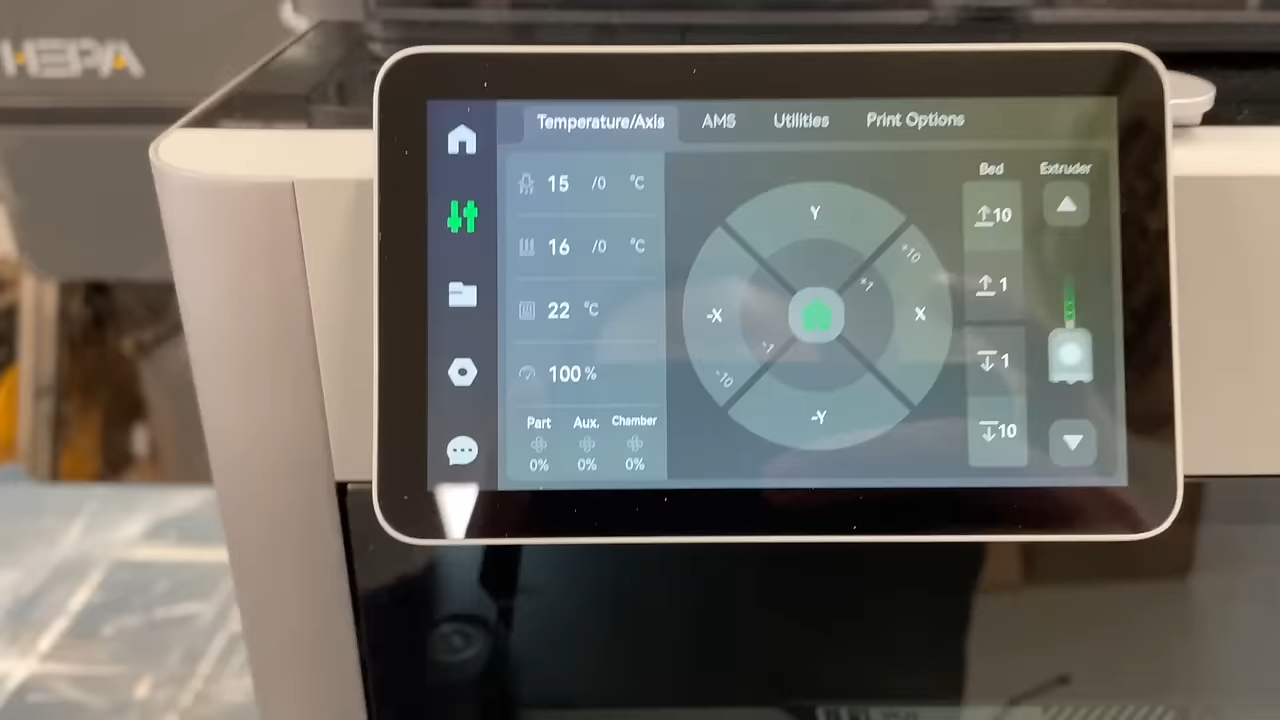 HEPA
Temperature/Axis AMS Utilities Print Options
15 /0 °C
16 /0 °C
22 °C
100 %
Part Aux. Chamber
0% 0% 0%
Y
+10
+1
-X X
-1
-10
-Y
Bed Extruder
10
1
1
10